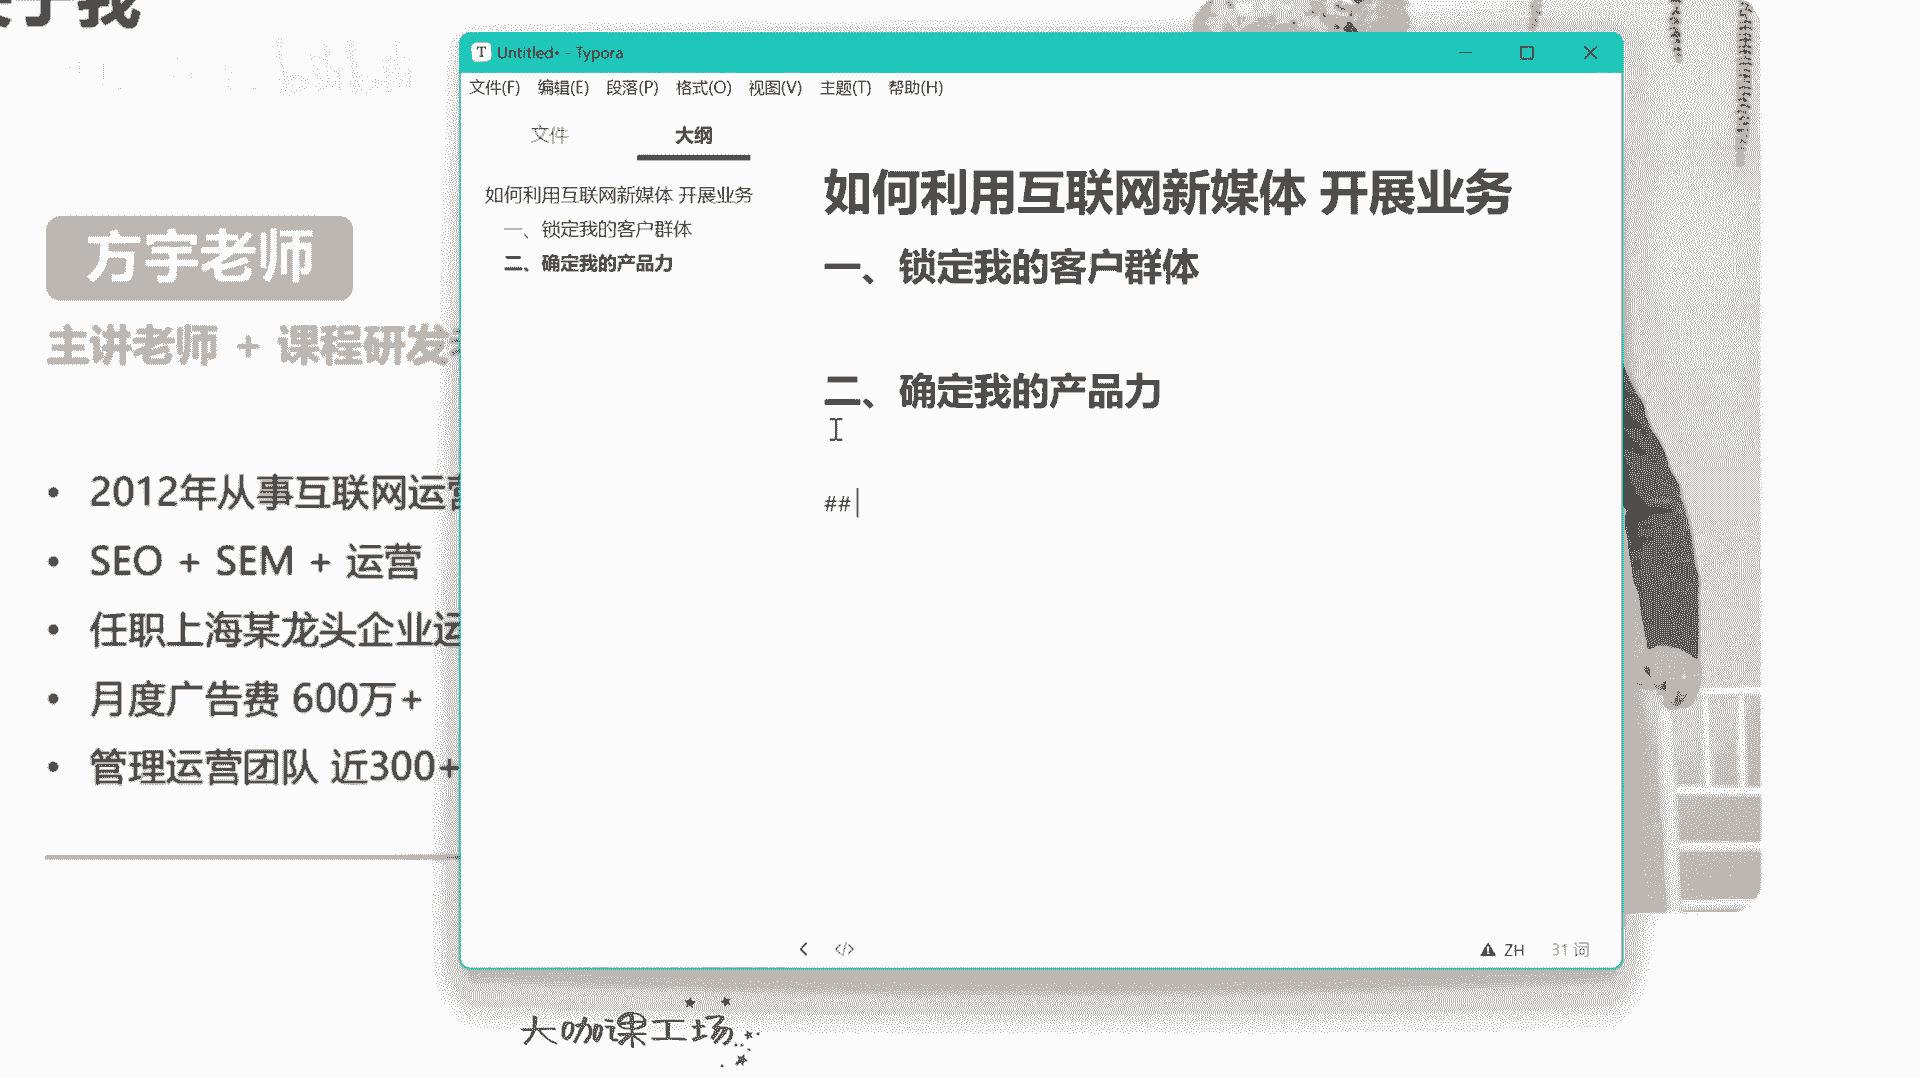 方宇老师
主讲老师 + 课程研发
• 2012年从事互联网运营
• SEO + SEM + 运营
• 任职上海某龙头企业运
• 月度广告费 600万+
• 管理运营团队 近300+
Untitled• - Typora
文件(F) 编辑(E) 段落(P) 格式(O) 视图(V) 主题(T) 帮助(H)
文件 大纲
如何利用互联网新媒体 开展业务
一、锁定我的客户群体
二、确定我的产品力
如何利用互联网新媒体 开展业务
一、锁定我的客户群体
二、确定我的产品力
##
</> ZH 31 词
大咖课工场